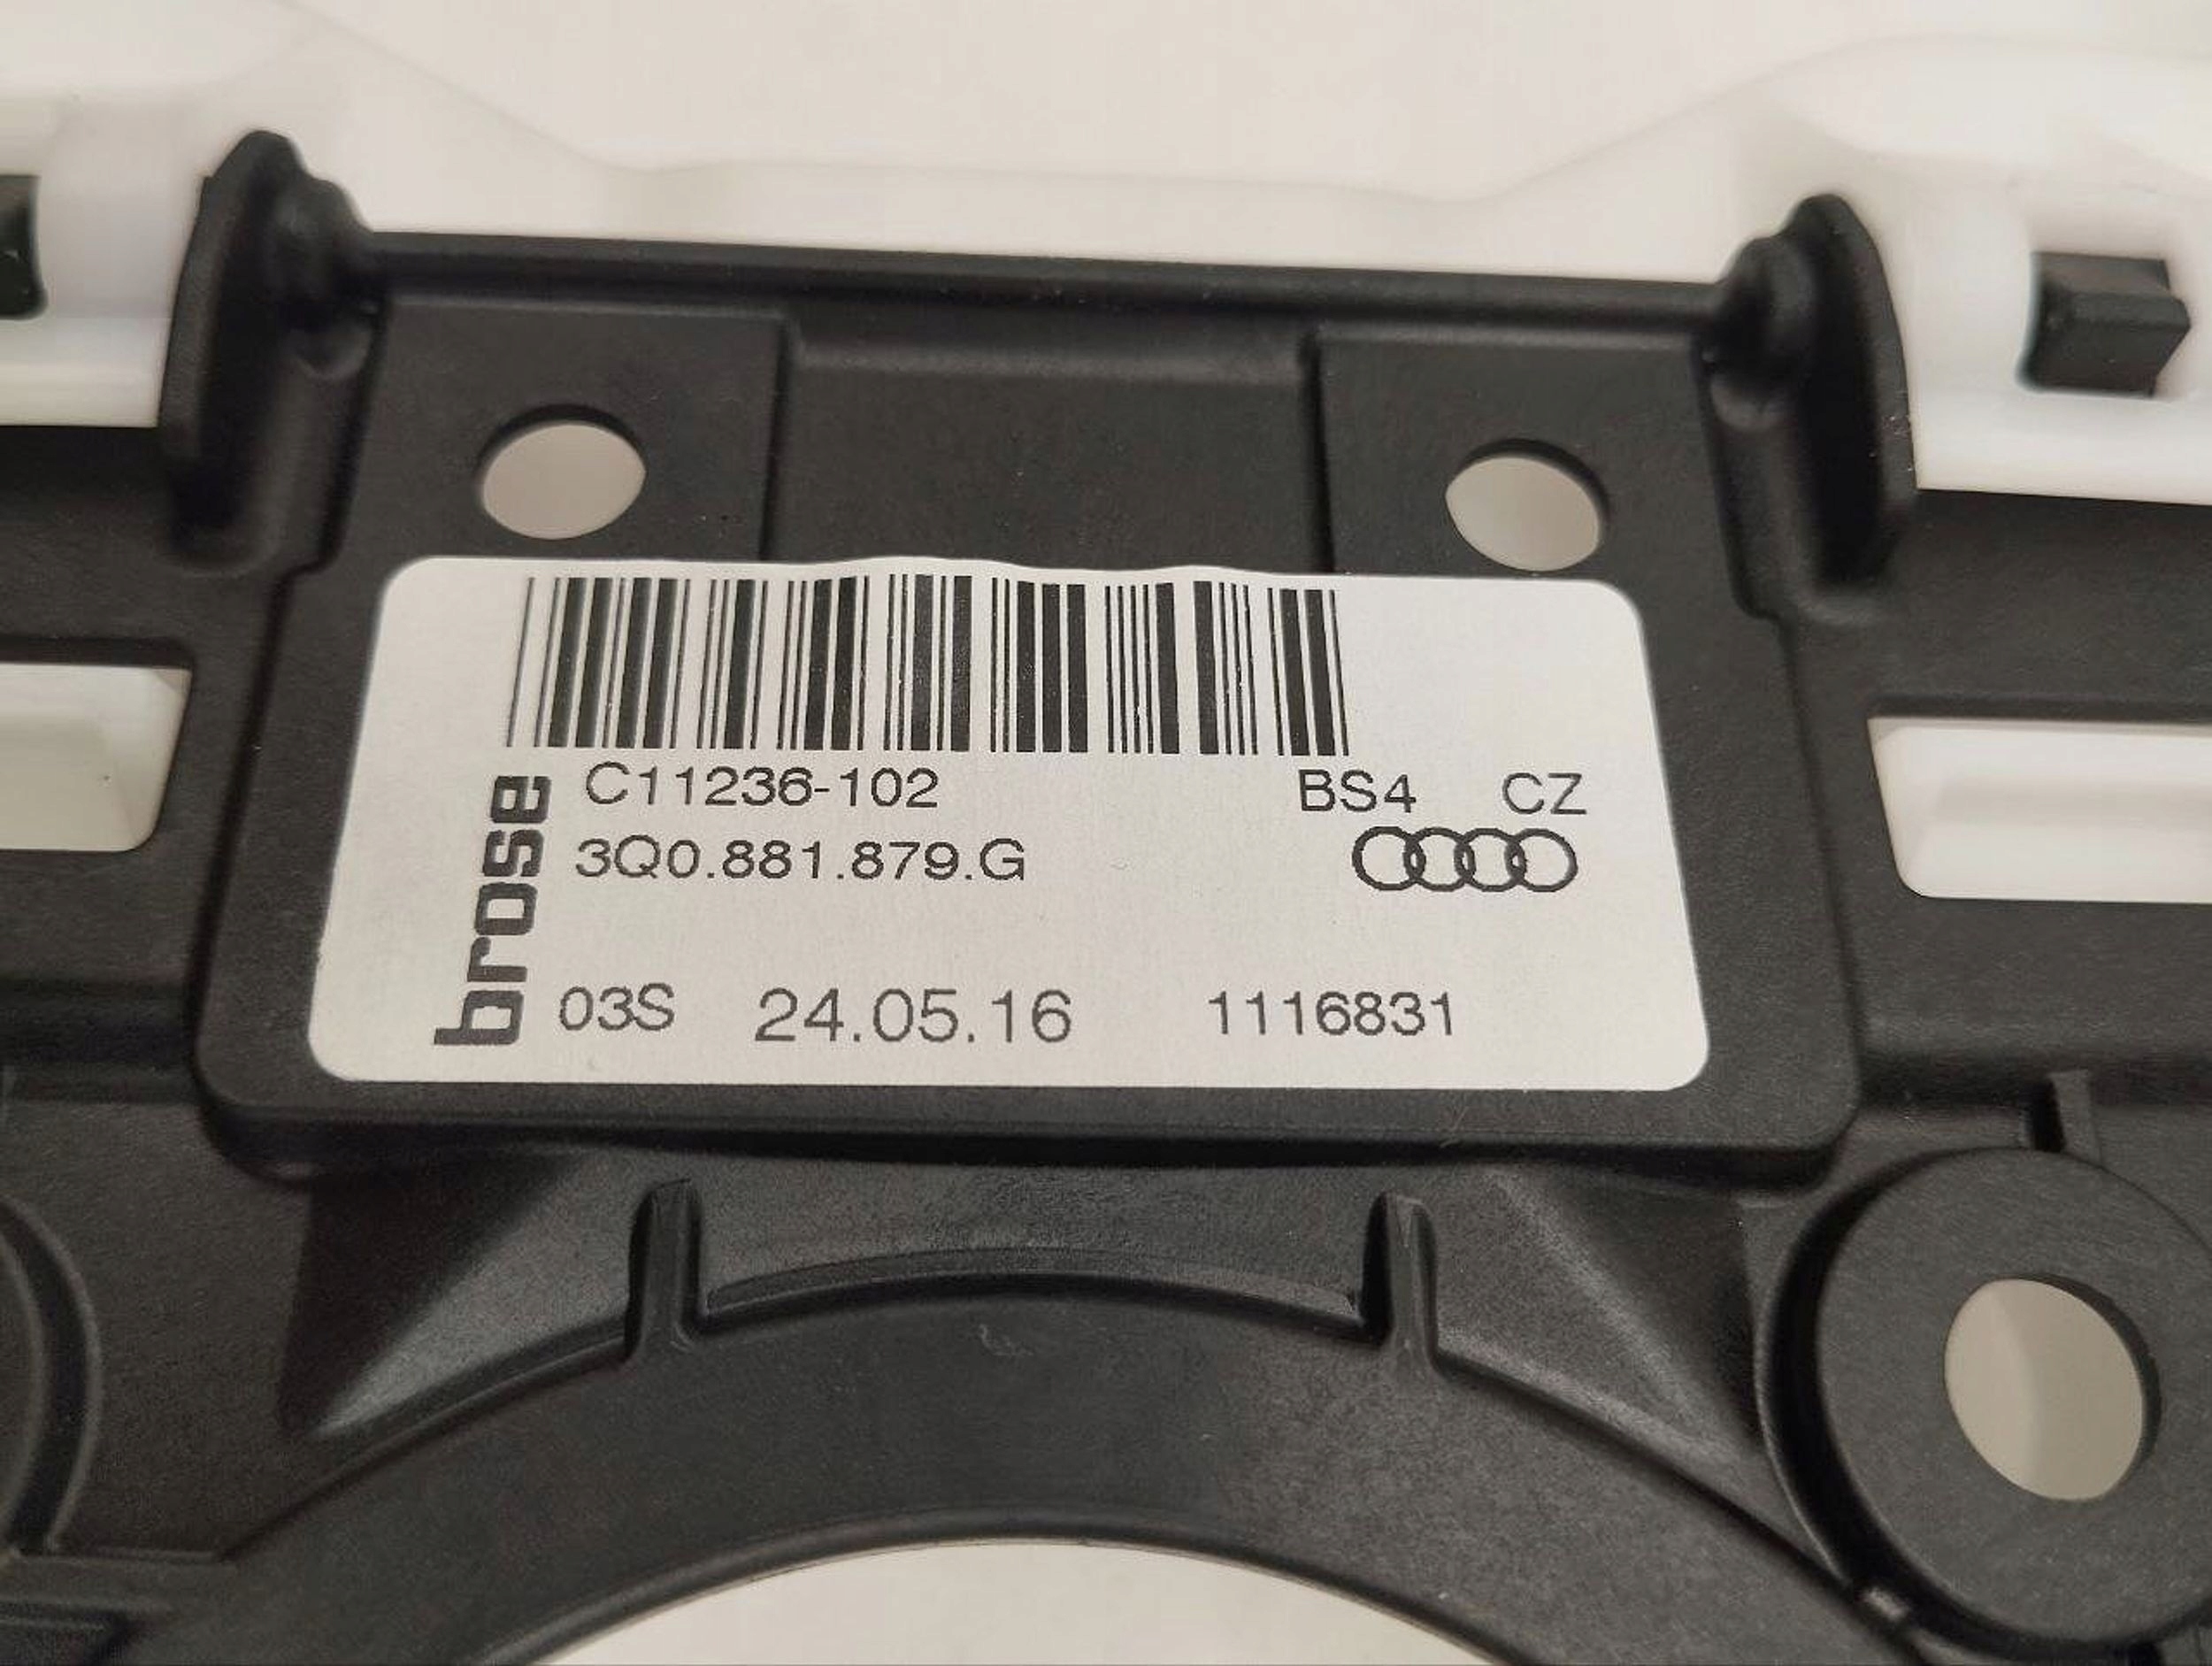 C11236-102 BS4 CZ
3Q0.881.879.G
brose
03S 24.05.16 1116831